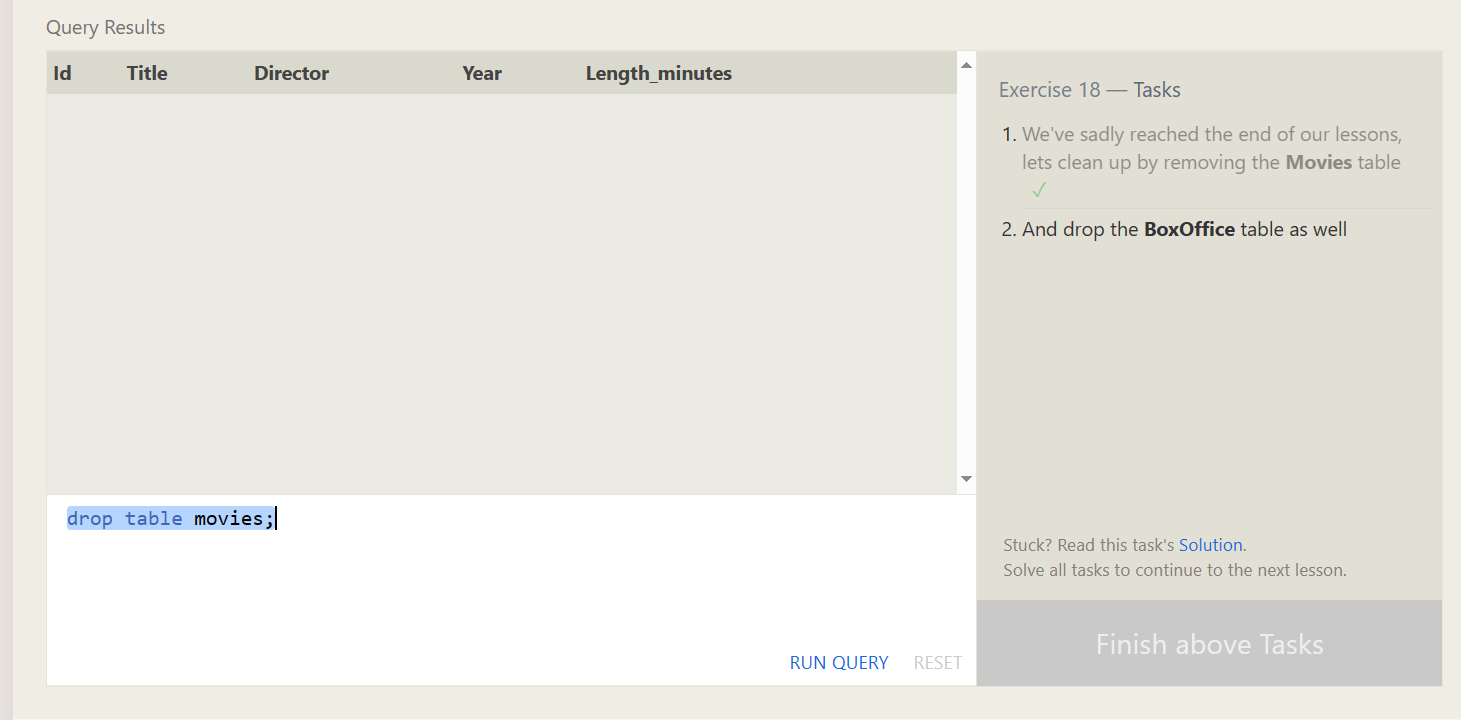 Query Results
Id Title Director Year Length_minutes
drop table movies;
RUN QUERY RESET
Exercise 18 — Tasks
1. We've sadly reached the end of our lessons,
lets clean up by removing the Movies table
✓
2. And drop the BoxOffice table as well
Stuck? Read this task's Solution.
Solve all tasks to continue to the next lesson.
Finish above Tasks